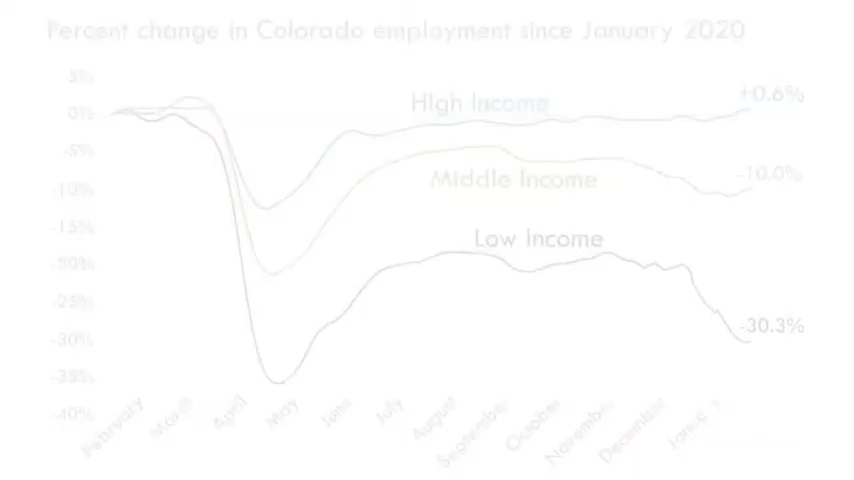 Percent change in Colorado employment since January 2020
5%
0%
-5%
-10%
-15%
-20%
-25%
-30%
-35%
-40%
High Income
+0.6%
Middle Income
-10.0%
Low Income
-30.3%
February
March
April
May
June
July
August
September
October
November
December